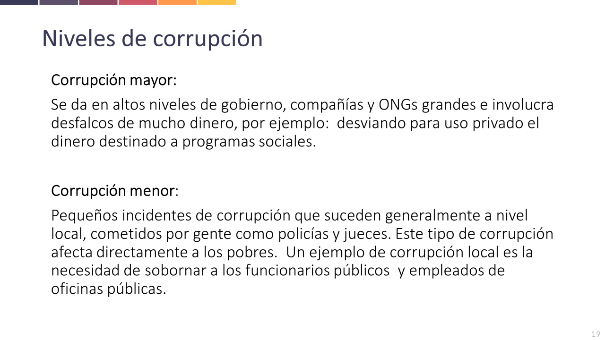 Niveles de corrupción
Corrupción mayor:
Se da en altos niveles de gobierno, compañías y ONGs grandes e involucra
desfalcos de mucho dinero, por ejemplo:  desviando para uso privado el
dinero destinado a programas sociales.
Corrupción menor:
Pequeños incidentes de corrupción que suceden generalmente a nivel
local, cometidos por gente como policías y jueces. Este tipo de corrupción
afecta directamente a los pobres.  Un ejemplo de corrupción local es la
necesidad de sobornar a los funcionarios públicos  y empleados de
oficinas públicas.
19